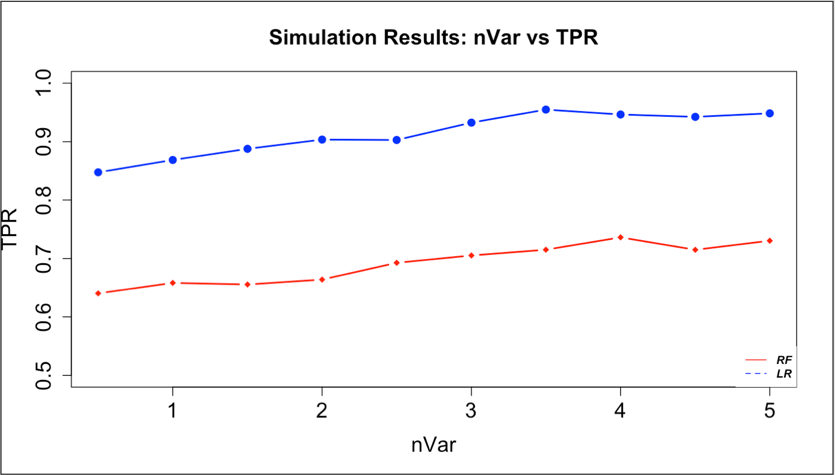 Simulation Results: nVar vs TPR
TPR
1.0
0.9
0.8
0.7
0.6
0.5
1 2 3 4 5
nVar
RF
LR